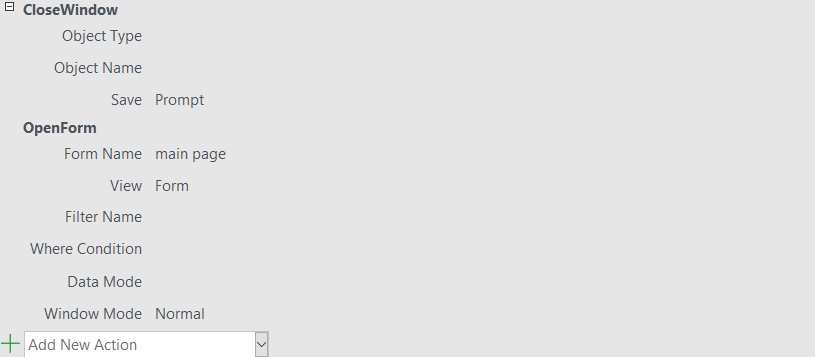 CloseWindow
Object Type
Object Name
Save Prompt
OpenForm
Form Name main page
View Form
Filter Name
Where Condition
Data Mode
Window Mode Normal
Add New Action